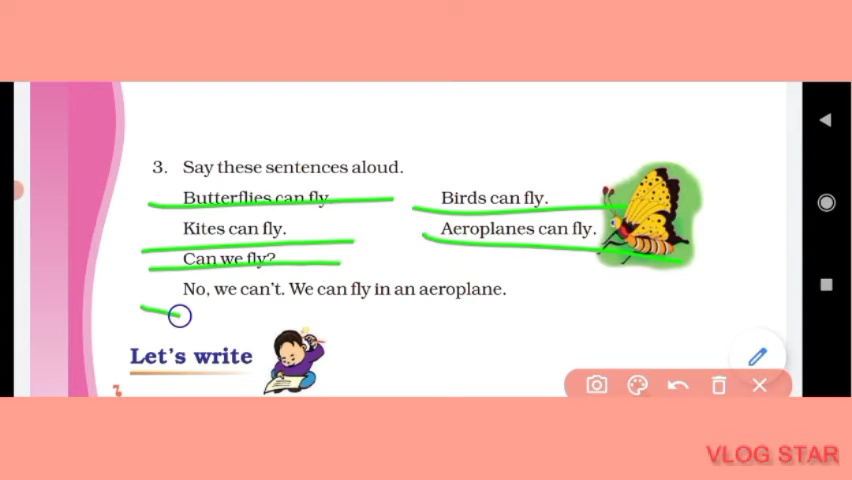 3. Say these sentences aloud.
Butterflies can fly. Birds can fly.
Kites can fly. Aeroplanes can fly.
Can we fly?
No, we can't. We can fly in an aeroplane.
Let's write
VLOG STAR